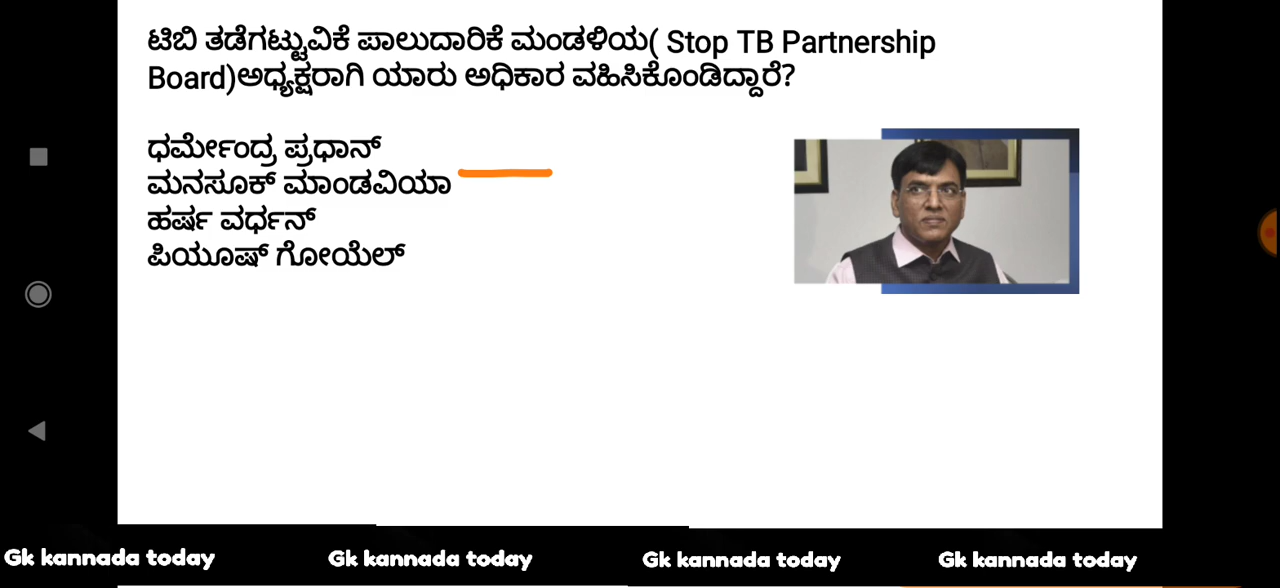 ಟಿಬಿ ತಡೆಗಟ್ಟುವಿಕೆ ಪಾಲುದಾರಿಕೆ ಮಂಡಳಿಯ( Stop TB Partnership
Board)ಅಧ್ಯಕ್ಷರಾಗಿ ಯಾರು ಅಧಿಕಾರ ವಹಿಸಿಕೊಂಡಿದ್ದಾರೆ?
ಧರ್ಮೇಂದ್ರ ಪ್ರಧಾನ್
ಮನಸೂಕ್ ಮಾಂಡವಿಯಾ
ಹರ್ಷ ವರ್ಧನ್
ಪಿಯೂಷ್ ಗೋಯೆಲ್
Gk kannada today Gk kannada today Gk kannada today Gk kannada today